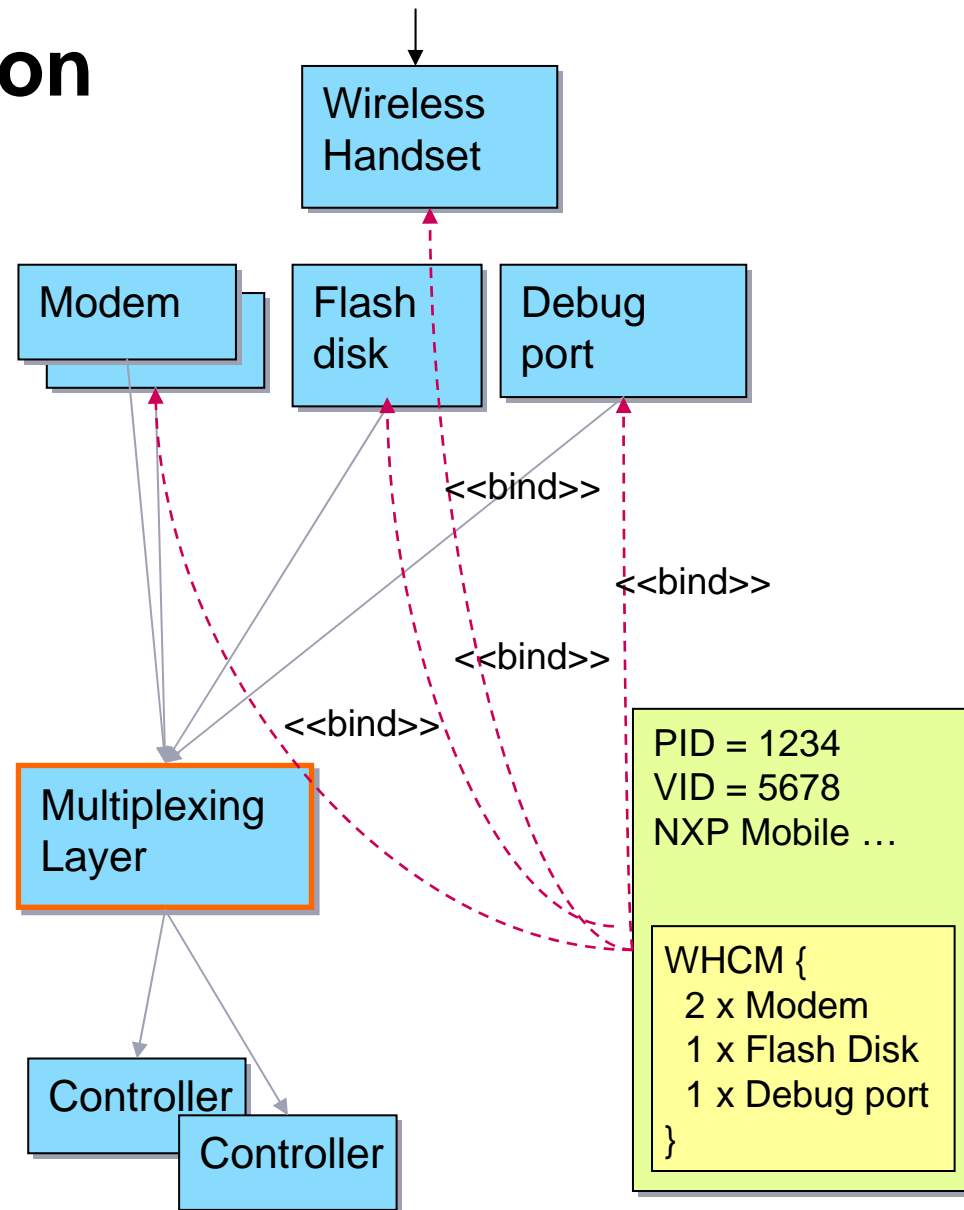 on
Wireless
Handset
Modem
Flash
disk
Debug
port
<<bind>>
<<bind>>
<<bind>>
<<bind>>
Multiplexing
Layer
PID = 1234
VID = 5678
NXP Mobile …
WHCM {
2 x Modem
1 x Flash Disk
1 x Debug port
}
Controller
Controller